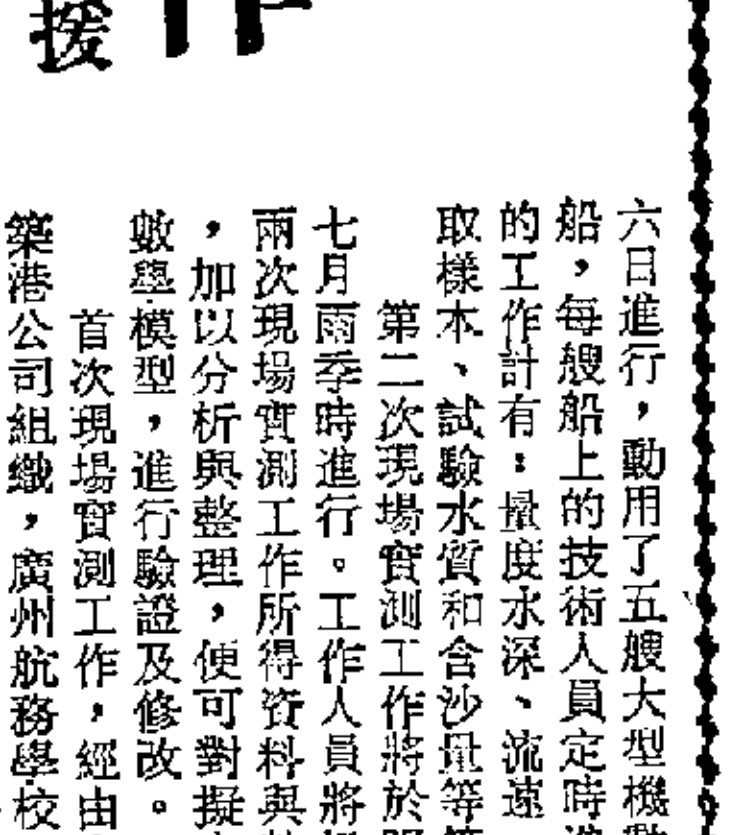 援
六日進行，動用了五艘大型機動
船，每艘船上的技術人員定時進
的工作計有：量度水深、流速
取樣本、試驗水質和含沙量等等
第二次現場實測工作將於
七月雨季時進行。工作人員將
兩次現場實測工作所得資料與
，加以分析與整理，便可對擬
數學模型，進行驗證及修改。
首次現場實測工作，經由
築港公司組織，廣州航務學校